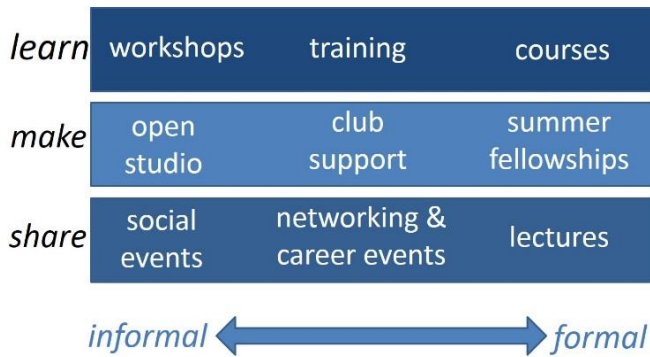 learn workshops training courses
make open studio club support summer fellowships
share social events networking & career events lectures
informal formal